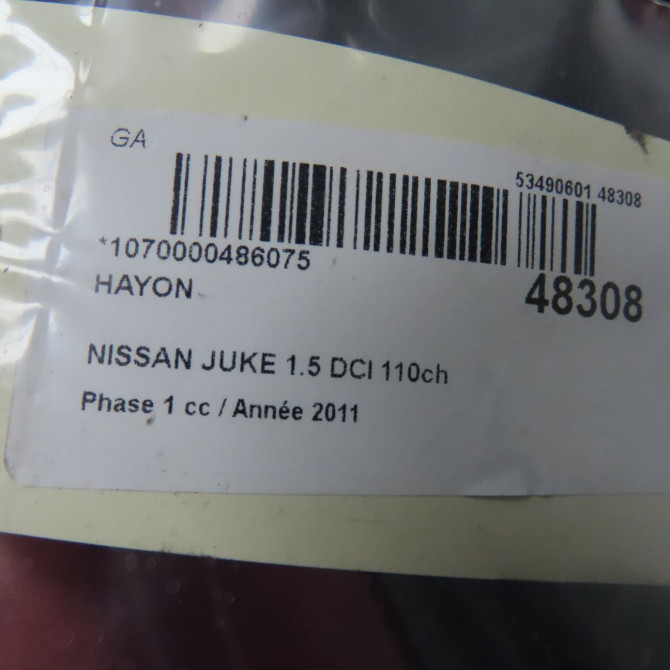 GA
53490601 48308
*1070000486075
HAYON
48308
NISSAN JUKE 1.5 DCI 110ch
Phase 1 cc / Année 2011